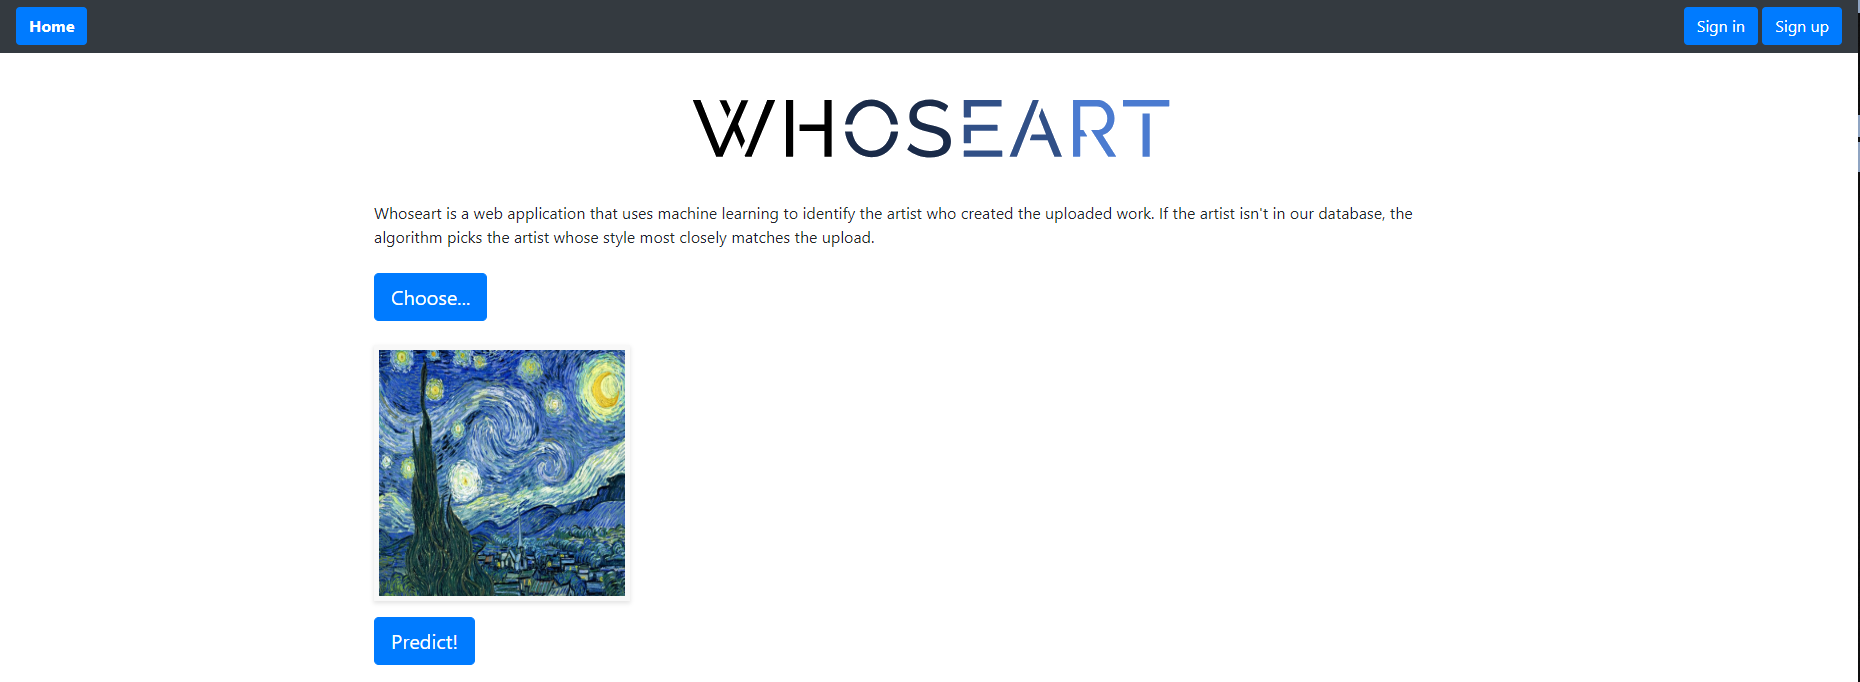 Home
Sign in
Sign up
WHOSEART
Whoseart is a web application that uses machine learning to identify the artist who created the uploaded work. If the artist isn't in our database, the
algorithm picks the artist whose style most closely matches the upload.
Choose...
Predict!